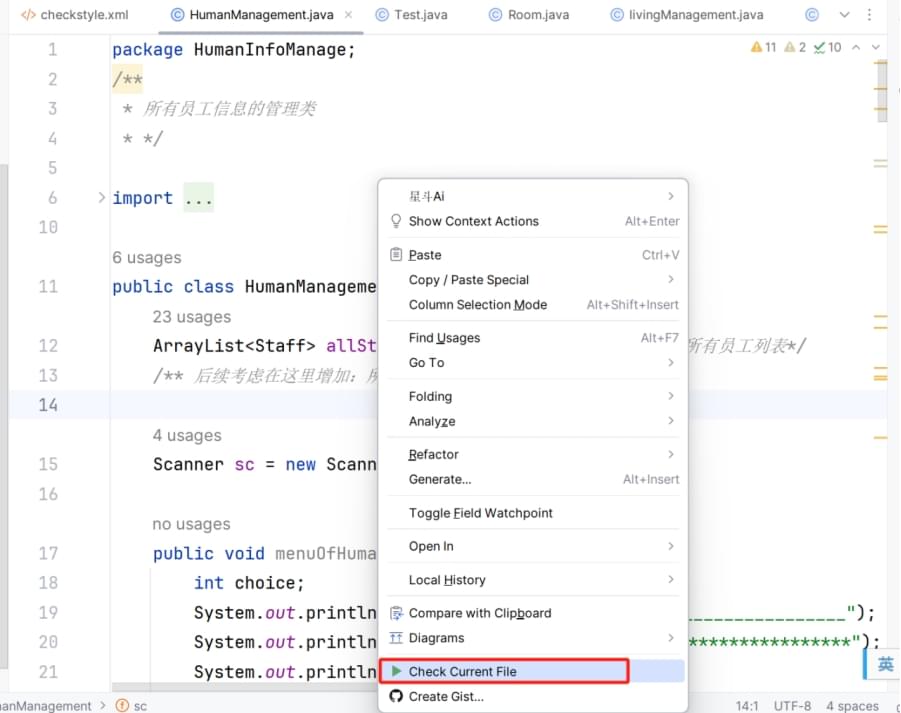 checkstyle.xml HumanManagement.java Test.java Room.java livingManagement.java
1 package HumanInfoManage; 11 2 10
2 /**
3 * 所有员工信息的管理类
4 * */
5
6 import ...
10
6 usages
11 public class HumanManageme
23 usages
12 ArrayList<Staff> allSt 所有员工列表*/
13 /** 后续考虑在这里增加：
14
4 usages
15 Scanner sc = new Scann
16
no usages
17 public void menuOfHuma
18 int choice;
19 System.out.println ________________");
20 System.out.println *****************");
21 System.out.println
星斗Ai
Show Context Actions Alt+Enter
Paste Ctrl+V
Copy / Paste Special
Column Selection Mode Alt+Shift+Insert
Find Usages Alt+F7
Go To
Folding
Analyze
Refactor
Generate... Alt+Insert
Toggle Field Watchpoint
Open In
Local History
Compare with Clipboard
Diagrams
Check Current File
Create Gist...
英
anManagement > sc 14:1 UTF-8 4 spaces